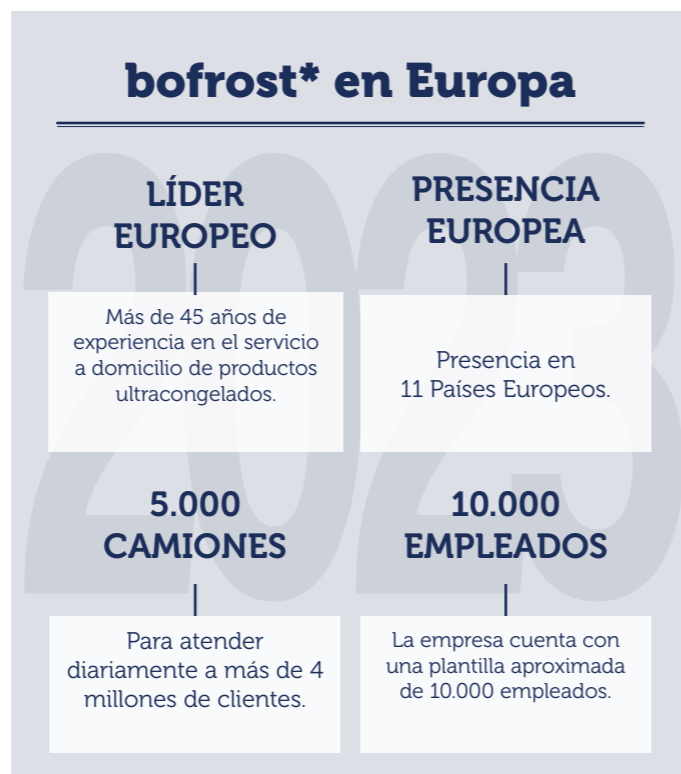 bofrost* en Europa
2023
LÍDER
EUROPEO
Más de 45 años de
experiencia en el servicio
a domicilio de productos
ultracongelados.
PRESENCIA
EUROPEA
Presencia en
11 Países Europeos.
5.000
CAMIONES
Para atender
diariamente a más de 4
millones de clientes.
10.000
EMPLEADOS
La empresa cuenta con
una plantilla aproximada
de 10.000 empleados.